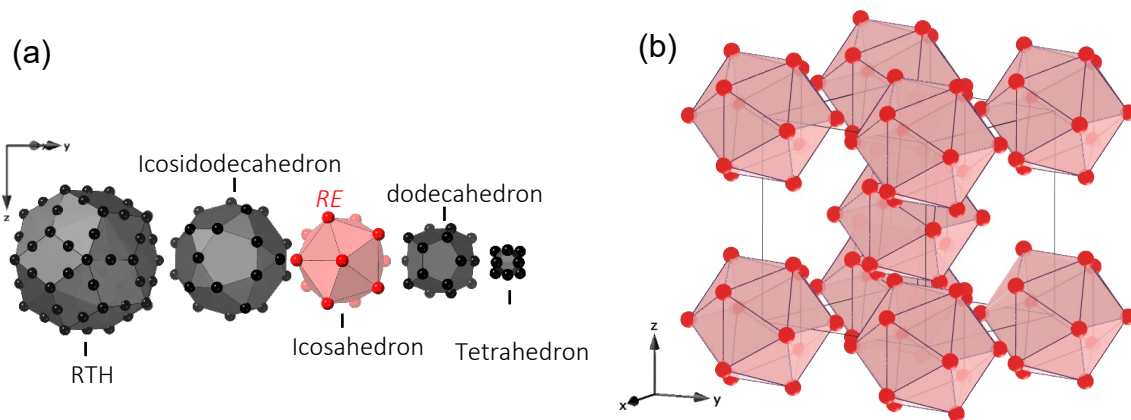 (a)
(b)
Icosidodecahedron
RE
dodecahedron
x
y
z
Icosahedron
Tetrahedron
RTH
z
x
y